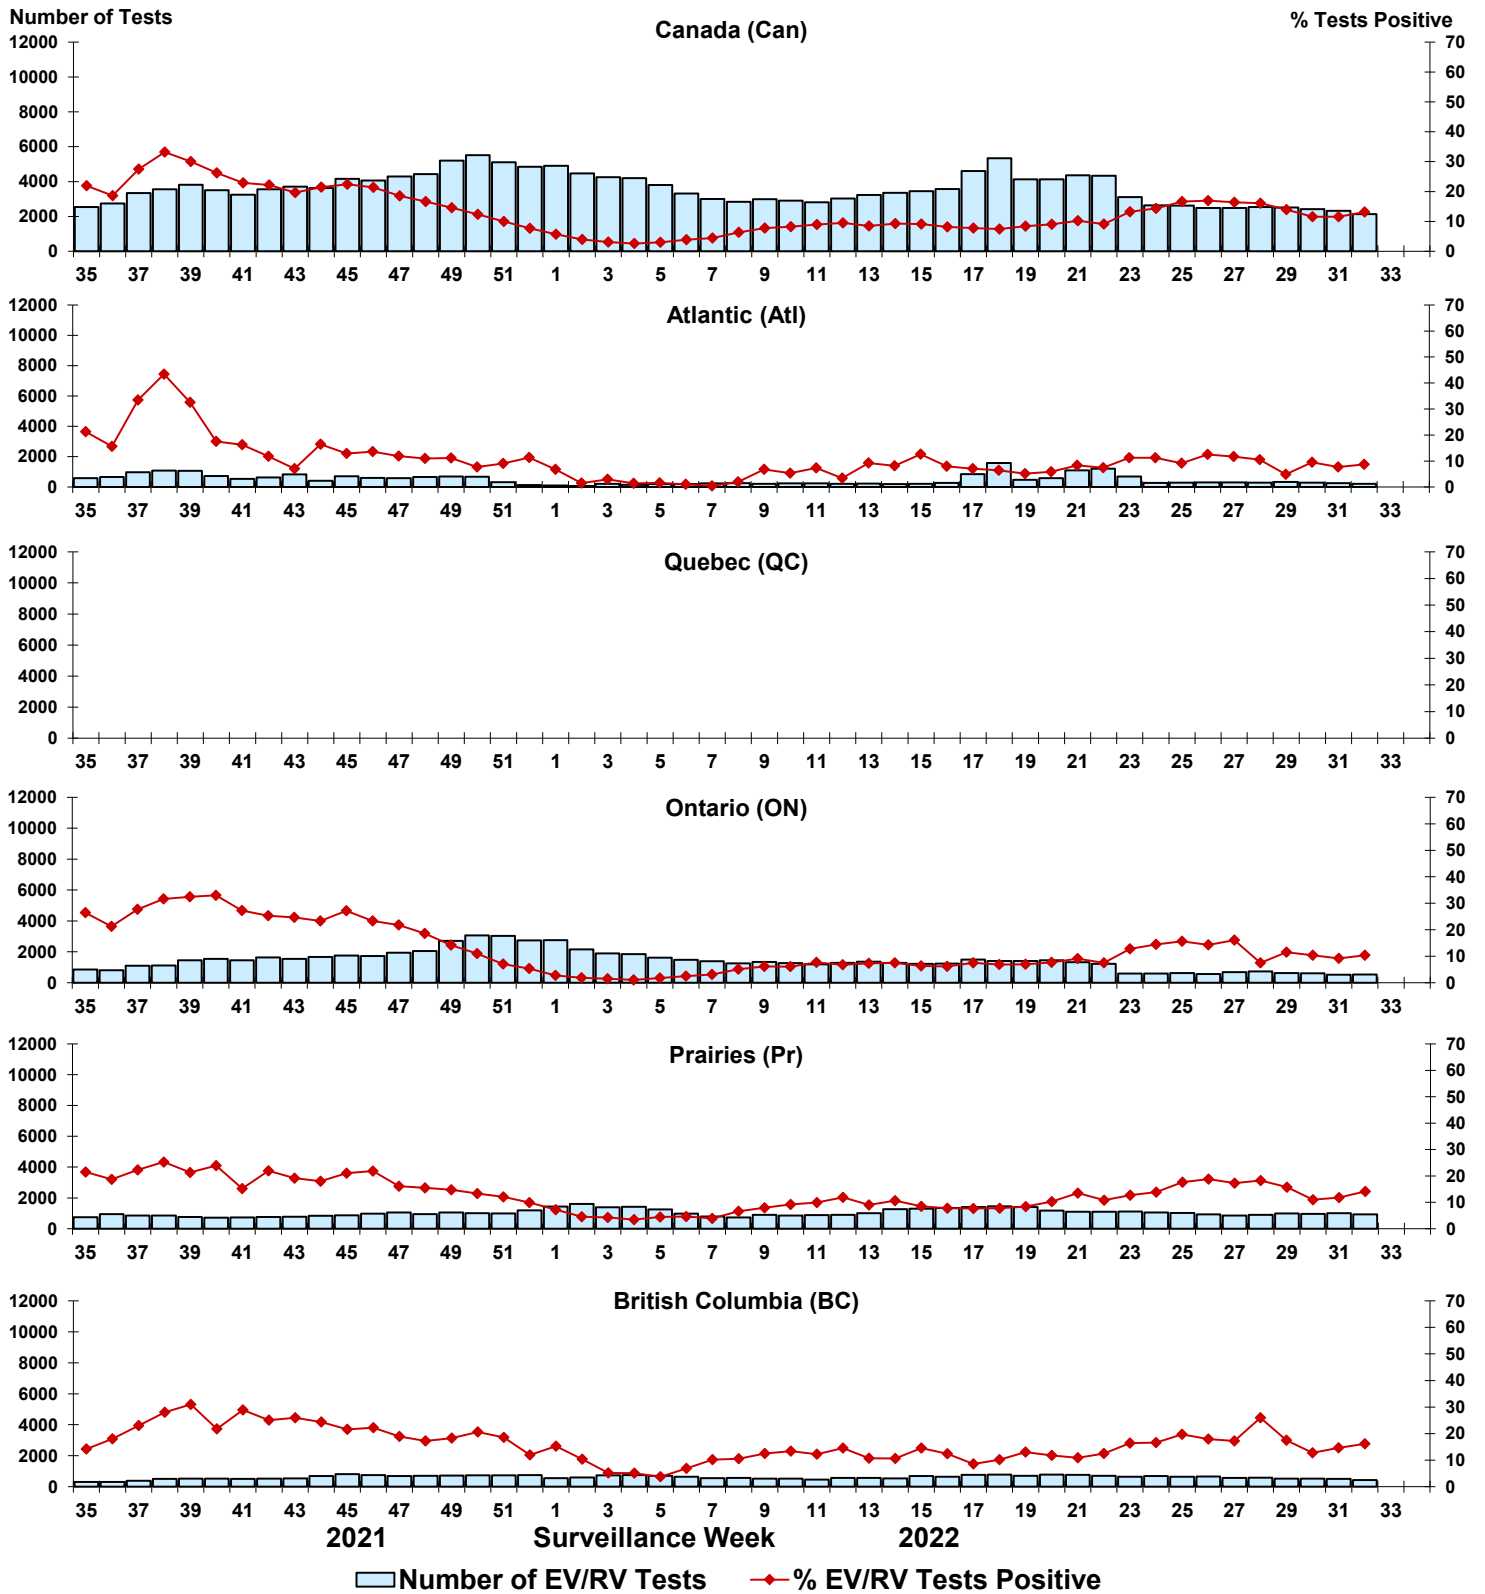 Number of Tests
Canada (Can)
% Tests Positive
12000 10000 8000 6000 4000 2000 0
70 60 50 40 30 20 10 0
35 37 39 41 43 45 47 49 51 1 3 5 7 9 11 13 15 17 19 21 23 25 27 29 31 33
Atlantic (Atl)
12000 10000 8000 6000 4000 2000 0
70 60 50 40 30 20 10 0
35 37 39 41 43 45 47 49 51 1 3 5 7 9 11 13 15 17 19 21 23 25 27 29 31 33
Quebec (QC)
12000 10000 8000 6000 4000 2000 0
70 60 50 40 30 20 10 0
35 37 39 41 43 45 47 49 51 1 3 5 7 9 11 13 15 17 19 21 23 25 27 29 31 33
Ontario (ON)
12000 10000 8000 6000 4000 2000 0
70 60 50 40 30 20 10 0
35 37 39 41 43 45 47 49 51 1 3 5 7 9 11 13 15 17 19 21 23 25 27 29 31 33
Prairies (Pr)
12000 10000 8000 6000 4000 2000 0
70 60 50 40 30 20 10 0
35 37 39 41 43 45 47 49 51 1 3 5 7 9 11 13 15 17 19 21 23 25 27 29 31 33
British Columbia (BC)
12000 10000 8000 6000 4000 2000 0
70 60 50 40 30 20 10 0
35 37 39 41 43 45 47 49 51 1 3 5 7 9 11 13 15 17 19 21 23 25 27 29 31 33
2021 Surveillance Week 2022
Number of EV/RV Tests % EV/RV Tests Positive